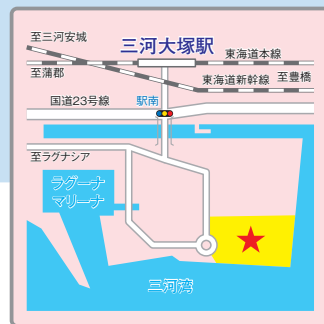 至三河安城
三河大塚駅
東海道本線
至蒲郡
東海道新幹線
至豊橋
国道23号線
駅南
至ラグナシア
ラグーナ
マリーナ
三河湾